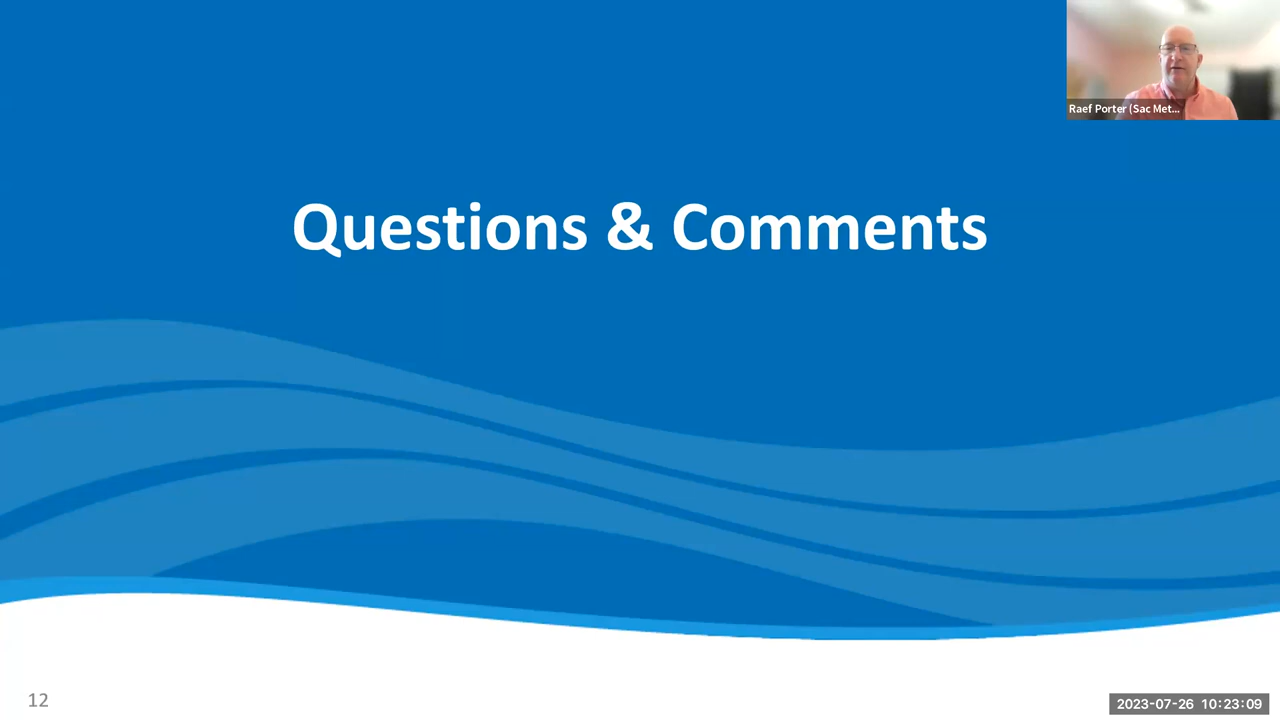 Raef Porter (Sac Met...
Questions & Comments
12
2023-07-26 10:23:09